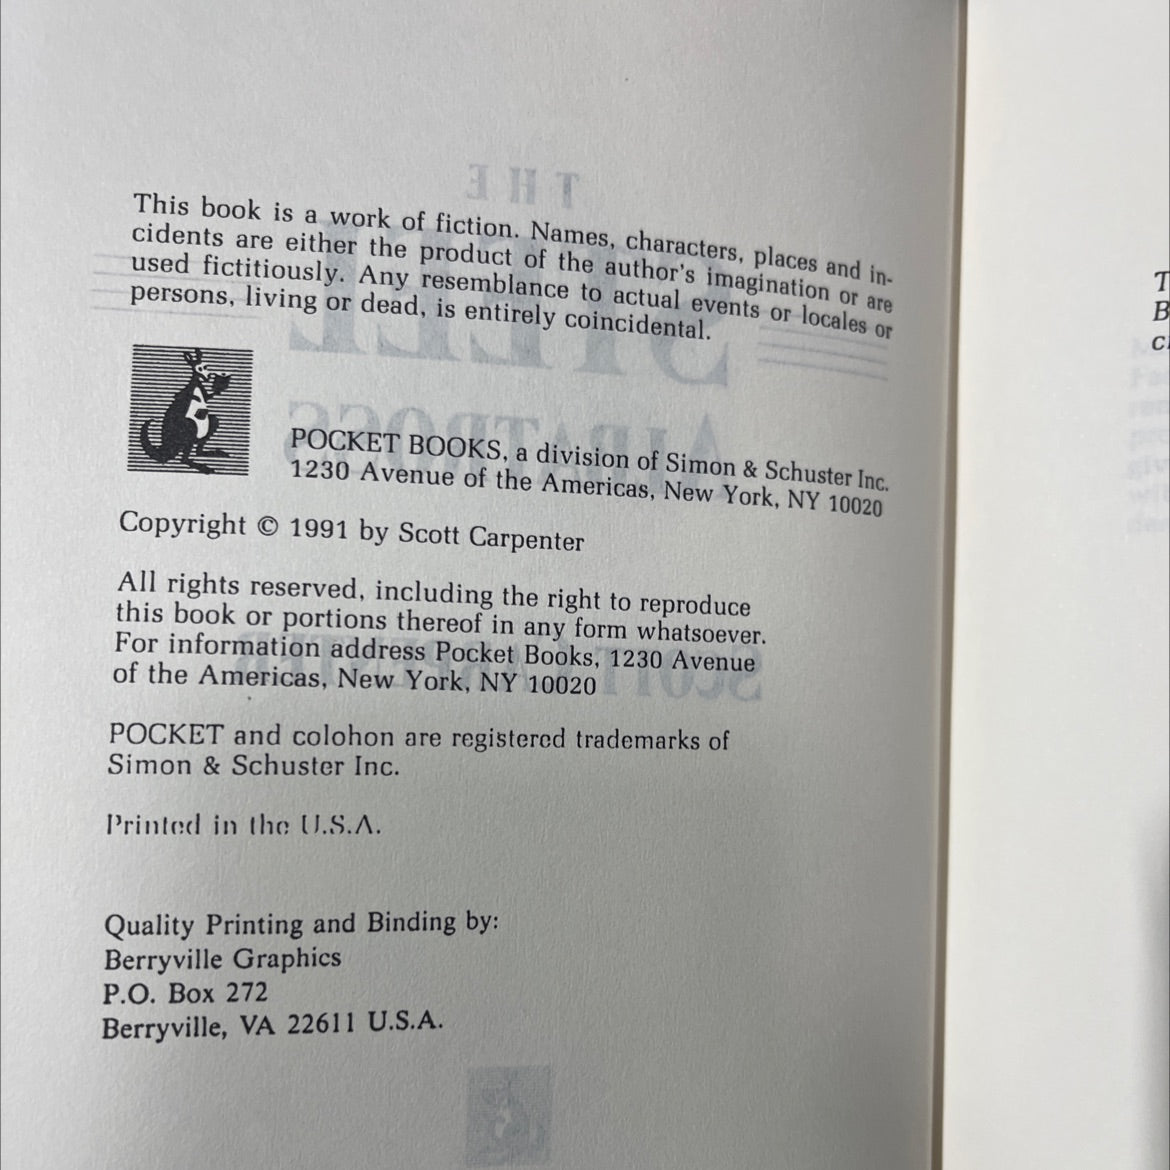 This book is a work of fiction. Names, characters, places and in-
cidents are either the product of the author's imagination or are
used fictitiously. Any resemblance to actual events or locales or
persons, living or dead, is entirely coincidental.
POCKET BOOKS, a division of Simon & Schuster Inc.
1230 Avenue of the Americas, New York, NY 10020
Copyright © 1991 by Scott Carpenter
All rights reserved, including the right to reproduce
this book or portions thereof in any form whatsoever.
For information address Pocket Books, 1230 Avenue
of the Americas, New York, NY 10020
POCKET and colohon are registered trademarks of
Simon & Schuster Inc.
Printed in the U.S.A.
Quality Printing and Binding by:
Berryville Graphics
P.O. Box 272
Berryville, VA 22611 U.S.A.